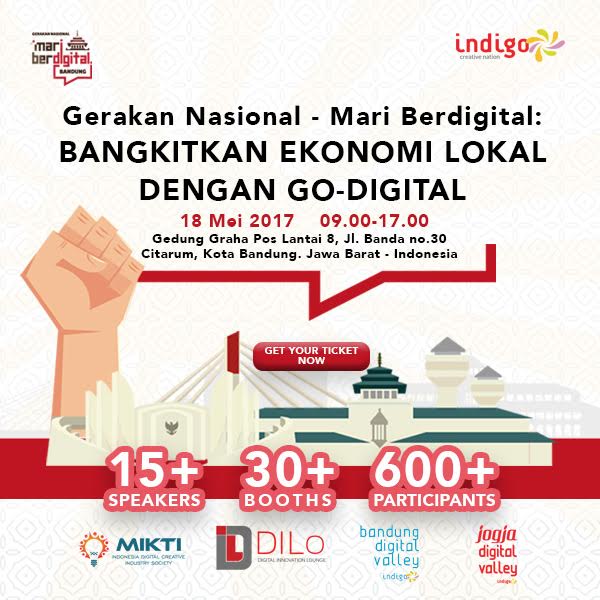 GERAKAN NASIONAL
mari
berdigital
BANDUNG
indigo
creative nation
Gerakan Nasional - Mari Berdigital:
BANGKITKAN EKONOMI LOKAL
DENGAN GO-DIGITAL
18 Mei 2017 09.00-17.00
Gedung Graha Pos Lantai 8, Jl. Banda no.30
Citarum, Kota Bandung. Jawa Barat - Indonesia
GET YOUR TICKET
NOW
15+ 30+ 600+
SPEAKERS BOOTHS PARTICIPANTS
MIKTI
INDONESIA DIGITAL CREATIVE
INDUSTRY SOCIETY
DILo
DIGITAL INNOVATION LOUNGE
bandung
digital
valley
indigo
jogja
digital
valley
indigo